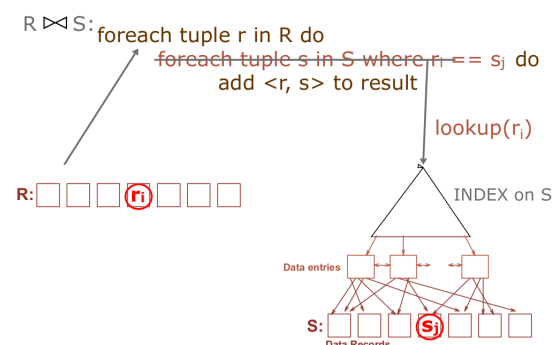 R ⋈ S:
foreach tuple r in R do
foreach tuple s in S where rᵢ == sⱼ do
add <r, s> to result
lookup(rᵢ)
R: rᵢ
INDEX on S
Data entries
S: sⱼ
Data Records